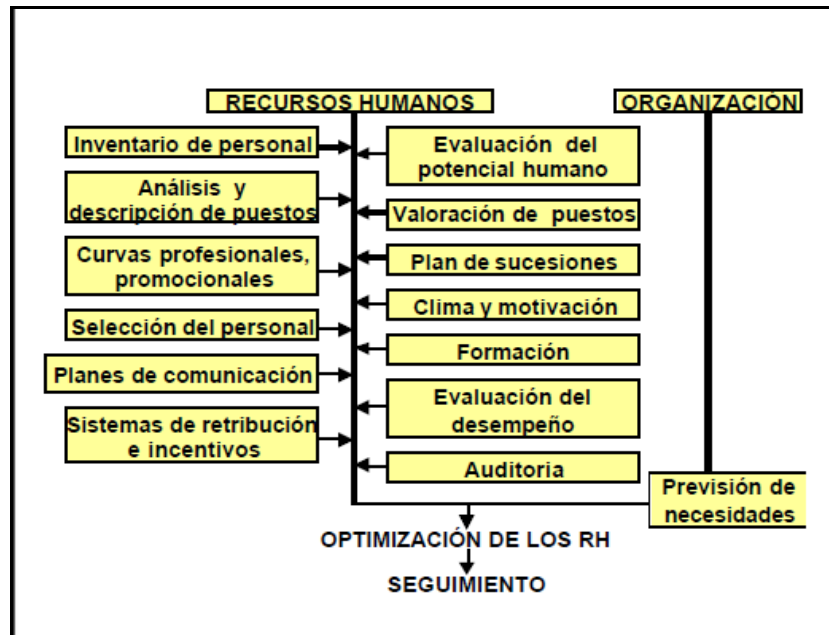 RECURSOS HUMANOS
ORGANIZACIÓN
Inventario de personal
Análisis y
descripción de puestos
Curvas profesionales,
promocionales
Selección del personal
Planes de comunicación
Sistemas de retribución
e incentivos
Evaluación del
potencial humano
Valoración de puestos
Plan de sucesiones
Clima y motivación
Formación
Evaluación del
desempeño
Auditoria
Previsión de
necesidades
OPTIMIZACIÓN DE LOS RH
SEGUIMIENTO